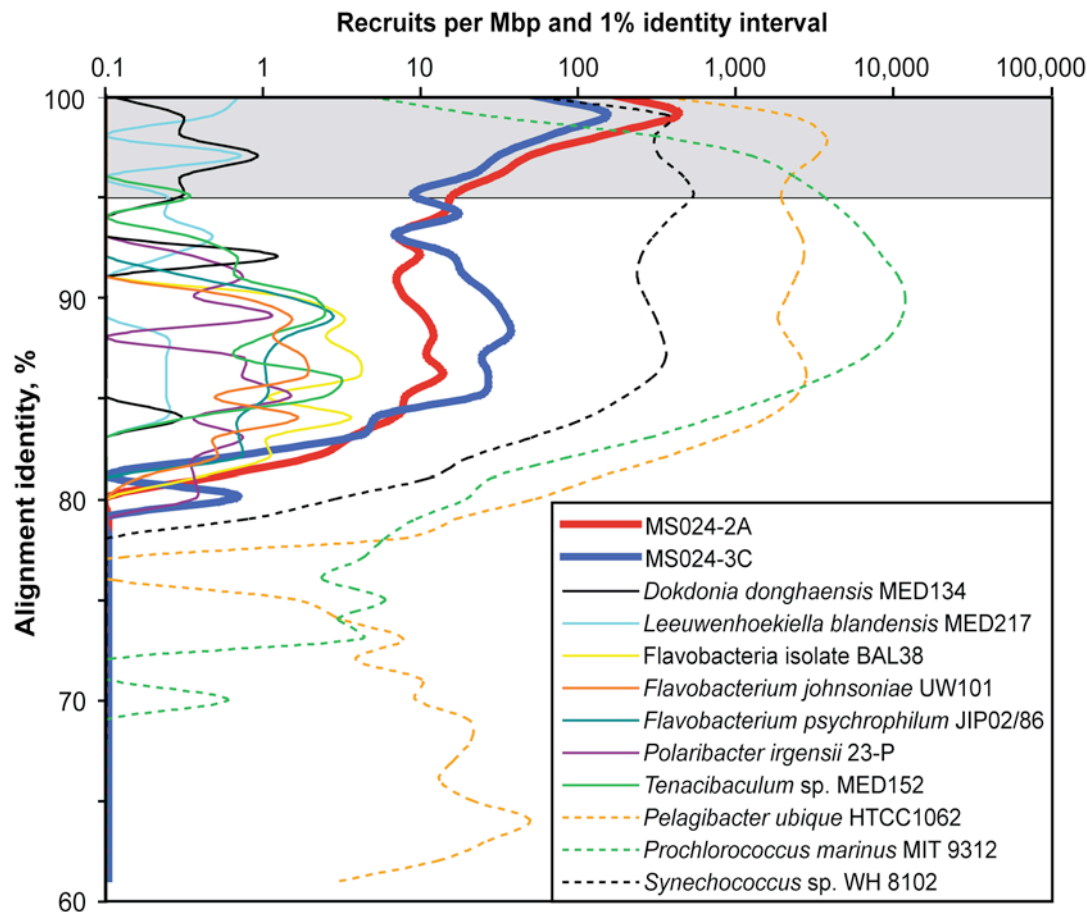 Recruits per Mbp and 1% identity interval
0.1 1 10 100 1,000 10,000 100,000
Alignment identity, %
100
90
80
70
60
MS024-2A
MS024-3C
Dokdonia donghaensis MED134
Leeuwenhoekiella blandensis MED217
Flavobacteria isolate BAL38
Flavobacterium johnsoniae UW101
Flavobacterium psychrophilum JIP02/86
Polaribacter irgensii 23-P
Tenacibaculum sp. MED152
Pelagibacter ubique HTCC1062
Prochlorococcus marinus MIT 9312
Synechococcus sp. WH 8102